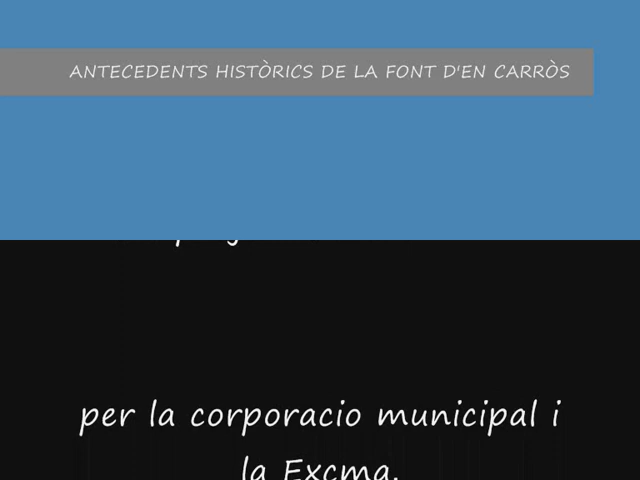 ANTECEDENTS HISTÒRICS DE LA FONT D'EN CARRÒS
per la corporacio municipal i
la Excma.